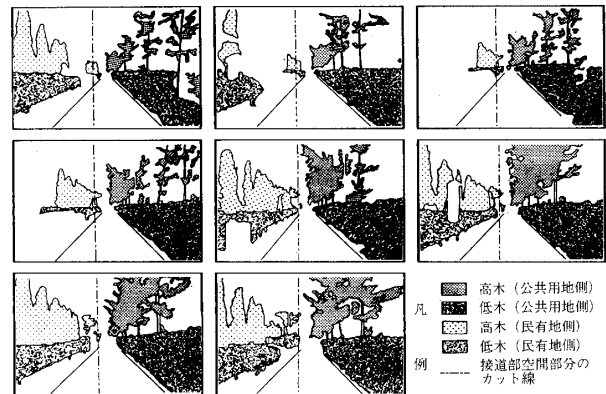 凡例
高木（公共用地側）
低木（公共用地側）
高木（民有地側）
低木（民有地側）
接道部空間部分の
カット線